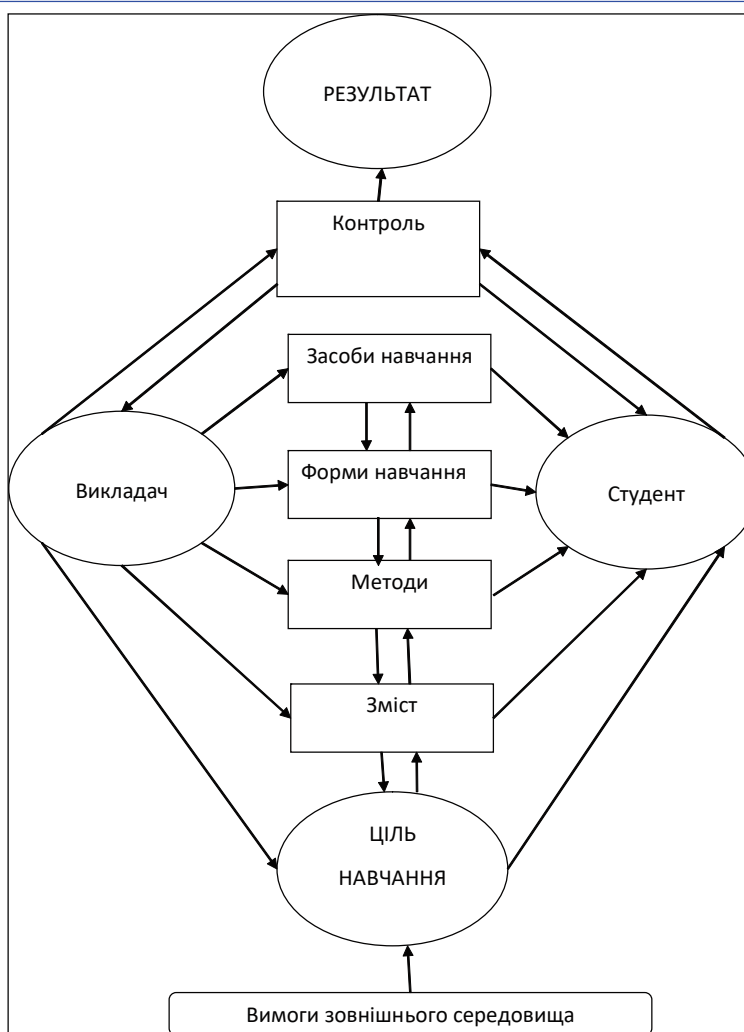 РЕЗУЛЬТАТ
Контроль
Засоби навчання
Форми навчання
Викладач
Студент
Методи
Зміст
ЦІЛЬ
НАВЧАННЯ
Вимоги зовнішнього середовища